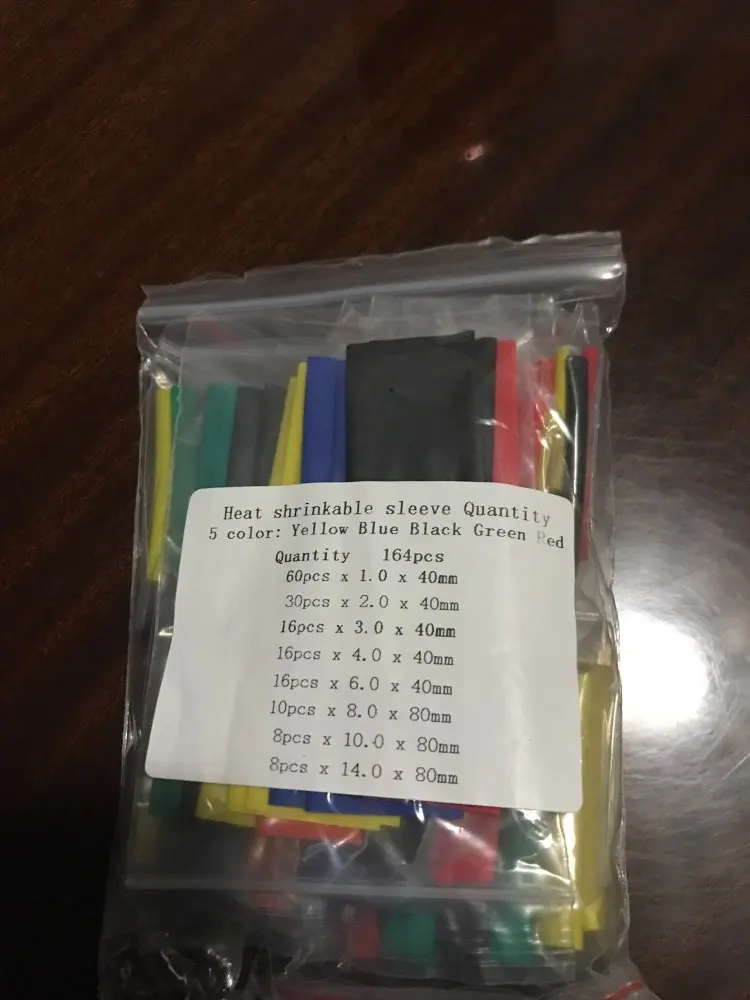 Heat shrinkable sleeve Quantity
5 color: Yellow Blue Black Green Red
Quantity 164pcs
60pcs x 1.0 x 40mm
30pcs x 2.0 x 40mm
16pcs x 3.0 x 40mm
16pcs x 4.0 x 40mm
16pcs x 6.0 x 40mm
10pcs x 8.0 x 80mm
8pcs x 10.0 x 80mm
8pcs x 14.0 x 80mm